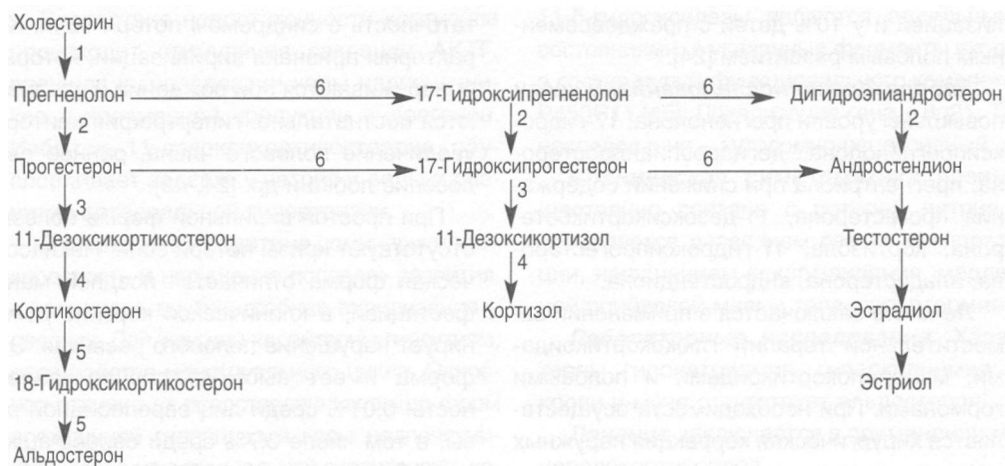 Холестерин
1
Прегненолон 6 17-Гидроксипрегненолон 6 Дигидроэпиандростерон
2 2 2
Прогестерон 6 17-Гидроксипрогестерон 6 Андростендион
3 3
11-Дезоксикортикостерон 11-Дезоксикортизол Тестостерон
4 4
Кортикостерон Кортизол Эстрадиол
5
18-Гидроксикортикостерон Эстриол
5
Альдостерон